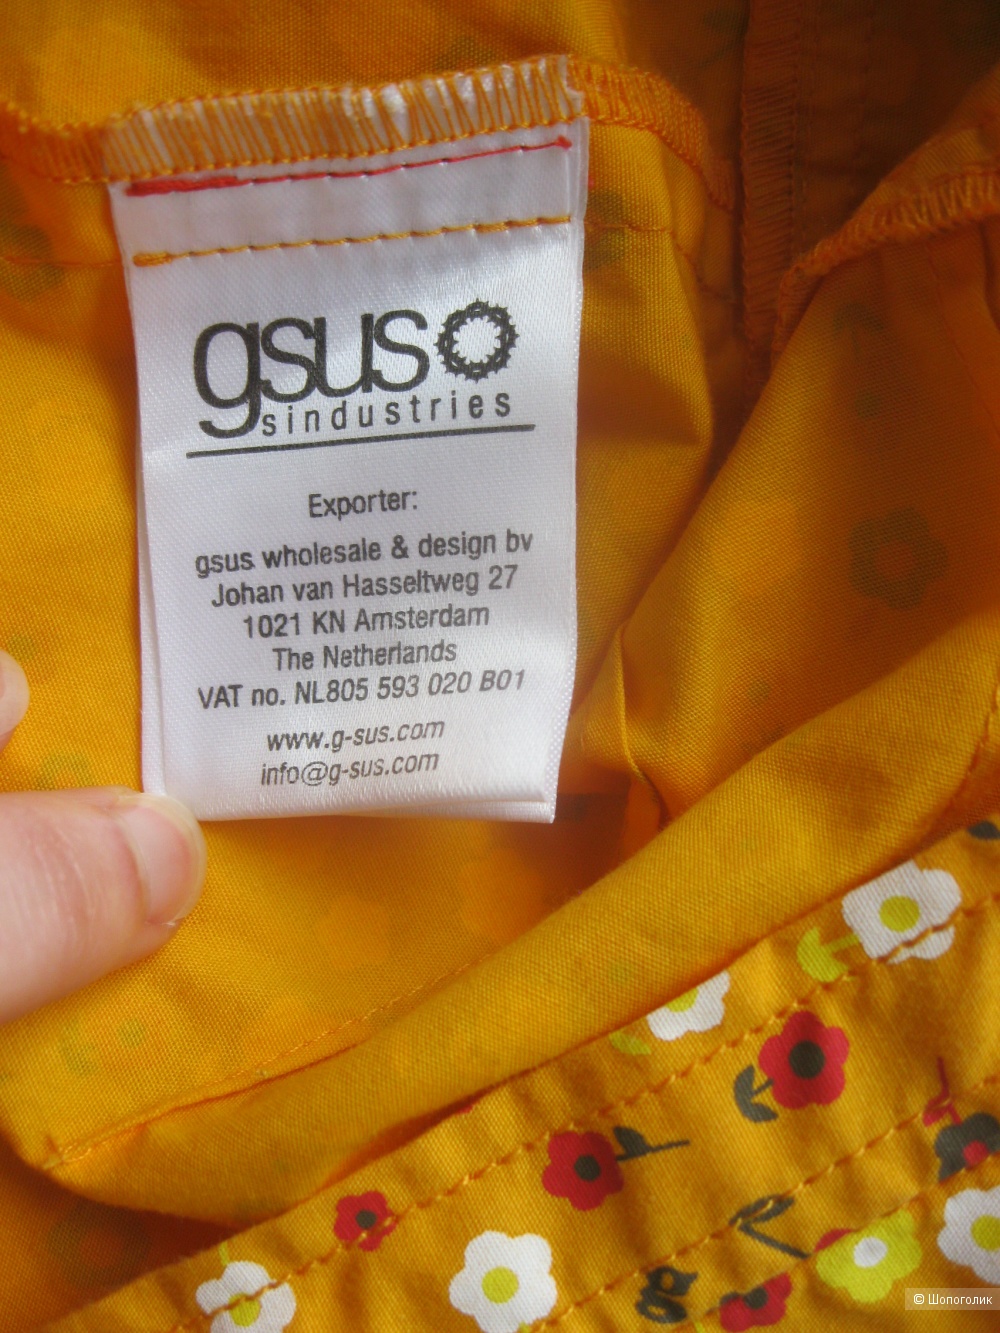 gsus
sindustries
Exporter:
gsus wholesale & design bv
Johan van Hasseltweg 27
1021 KN Amsterdam
The Netherlands
VAT no. NL805 593 020 B01
www.g-sus.com
info@g-sus.com
© Шопоголик